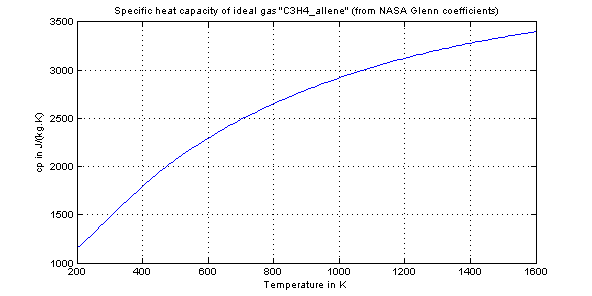 Specific heat capacity of ideal gas "C3H4_allene" (from NASA Glenn coefficients)
3500
3000
2500
2000
1500
1000
cp in J/(kg.K)
200 400 600 800 1000 1200 1400 1600
Temperature in K